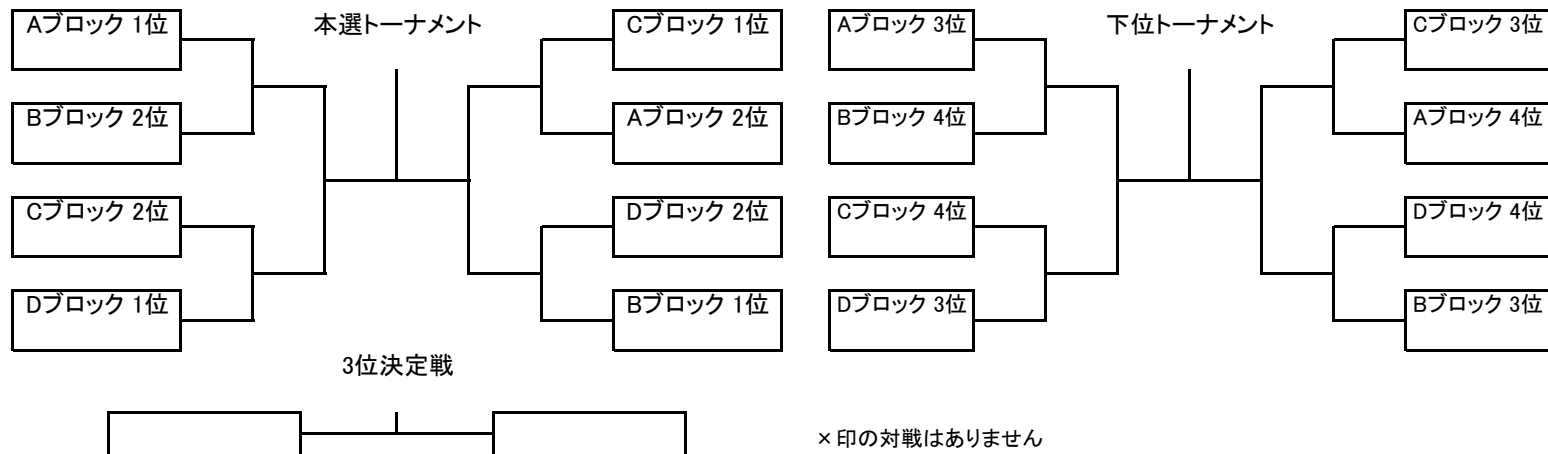 本選トーナメント
Aブロック 1位
Bブロック 2位
Cブロック 2位
Dブロック 1位
Cブロック 1位
Aブロック 2位
Dブロック 2位
Bブロック 1位
3位決定戦
下位トーナメント
Aブロック 3位
Bブロック 4位
Cブロック 4位
Dブロック 3位
Cブロック 3位
Aブロック 4位
Dブロック 4位
Bブロック 3位
×印の対戦はありません